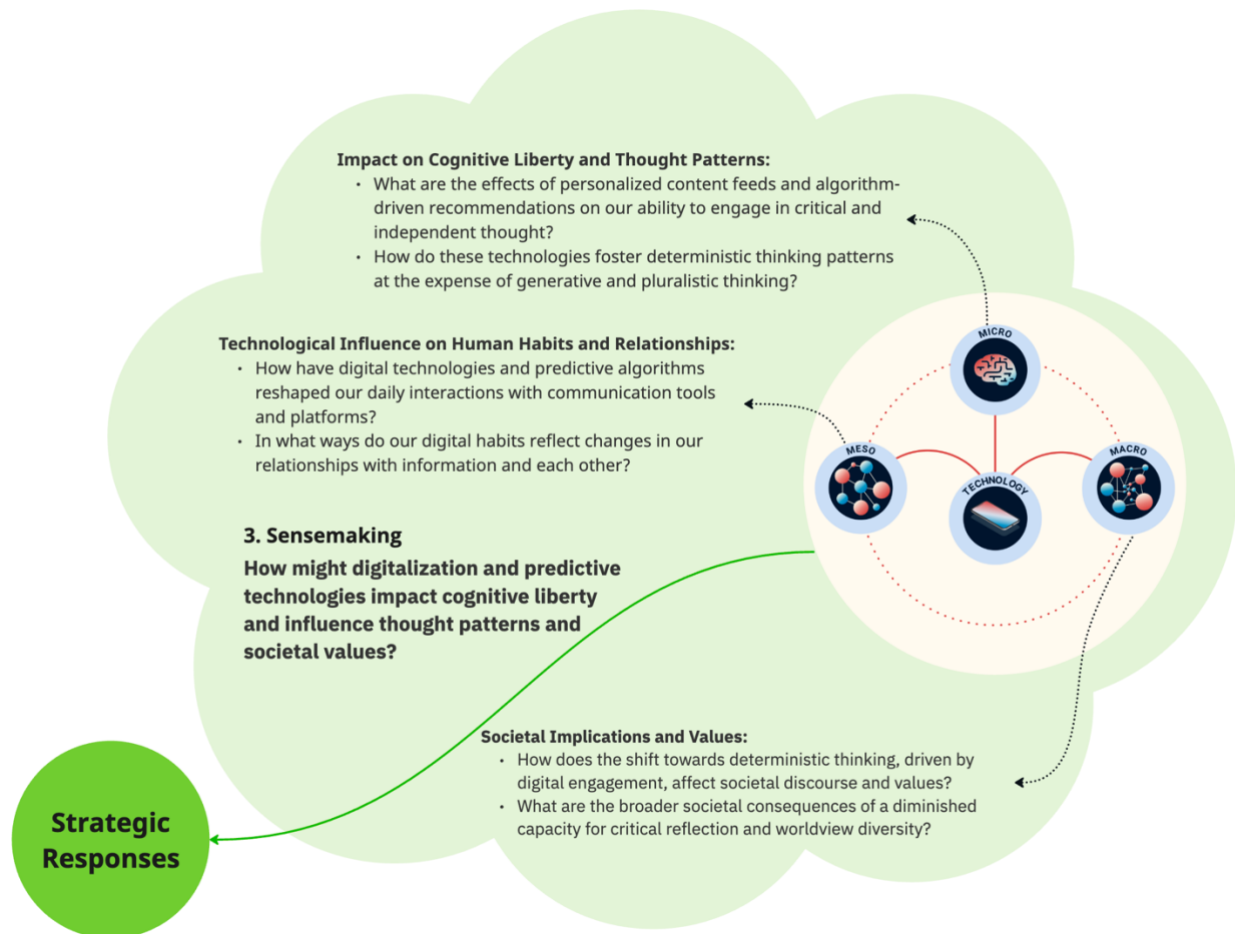 Impact on Cognitive Liberty and Thought Patterns:
• What are the effects of personalized content feeds and algorithm-
driven recommendations on our ability to engage in critical and
independent thought?
• How do these technologies foster deterministic thinking patterns
at the expense of generative and pluralistic thinking?
MICRO
Technological Influence on Human Habits and Relationships:
• How have digital technologies and predictive algorithms
reshaped our daily interactions with communication tools
and platforms?
• In what ways do our digital habits reflect changes in our
relationships with information and each other?
MESO
TECHNOLOGY
MACRO
3. Sensemaking
How might digitalization and predictive
technologies impact cognitive liberty
and influence thought patterns and
societal values?
Societal Implications and Values:
• How does the shift towards deterministic thinking, driven by
digital engagement, affect societal discourse and values?
• What are the broader societal consequences of a diminished
capacity for critical reflection and worldview diversity?
Strategic
Responses